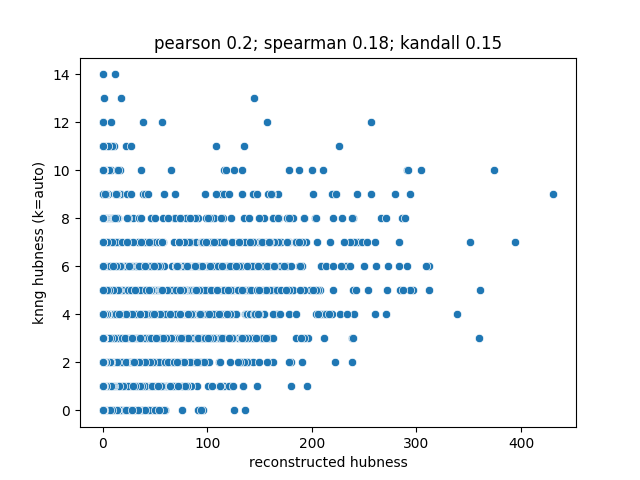 pearson 0.2; spearman 0.18; kandall 0.15
14
12
10
8
6
4
2
0
knng hubness (k=auto)
0 100 200 300 400
reconstructed hubness